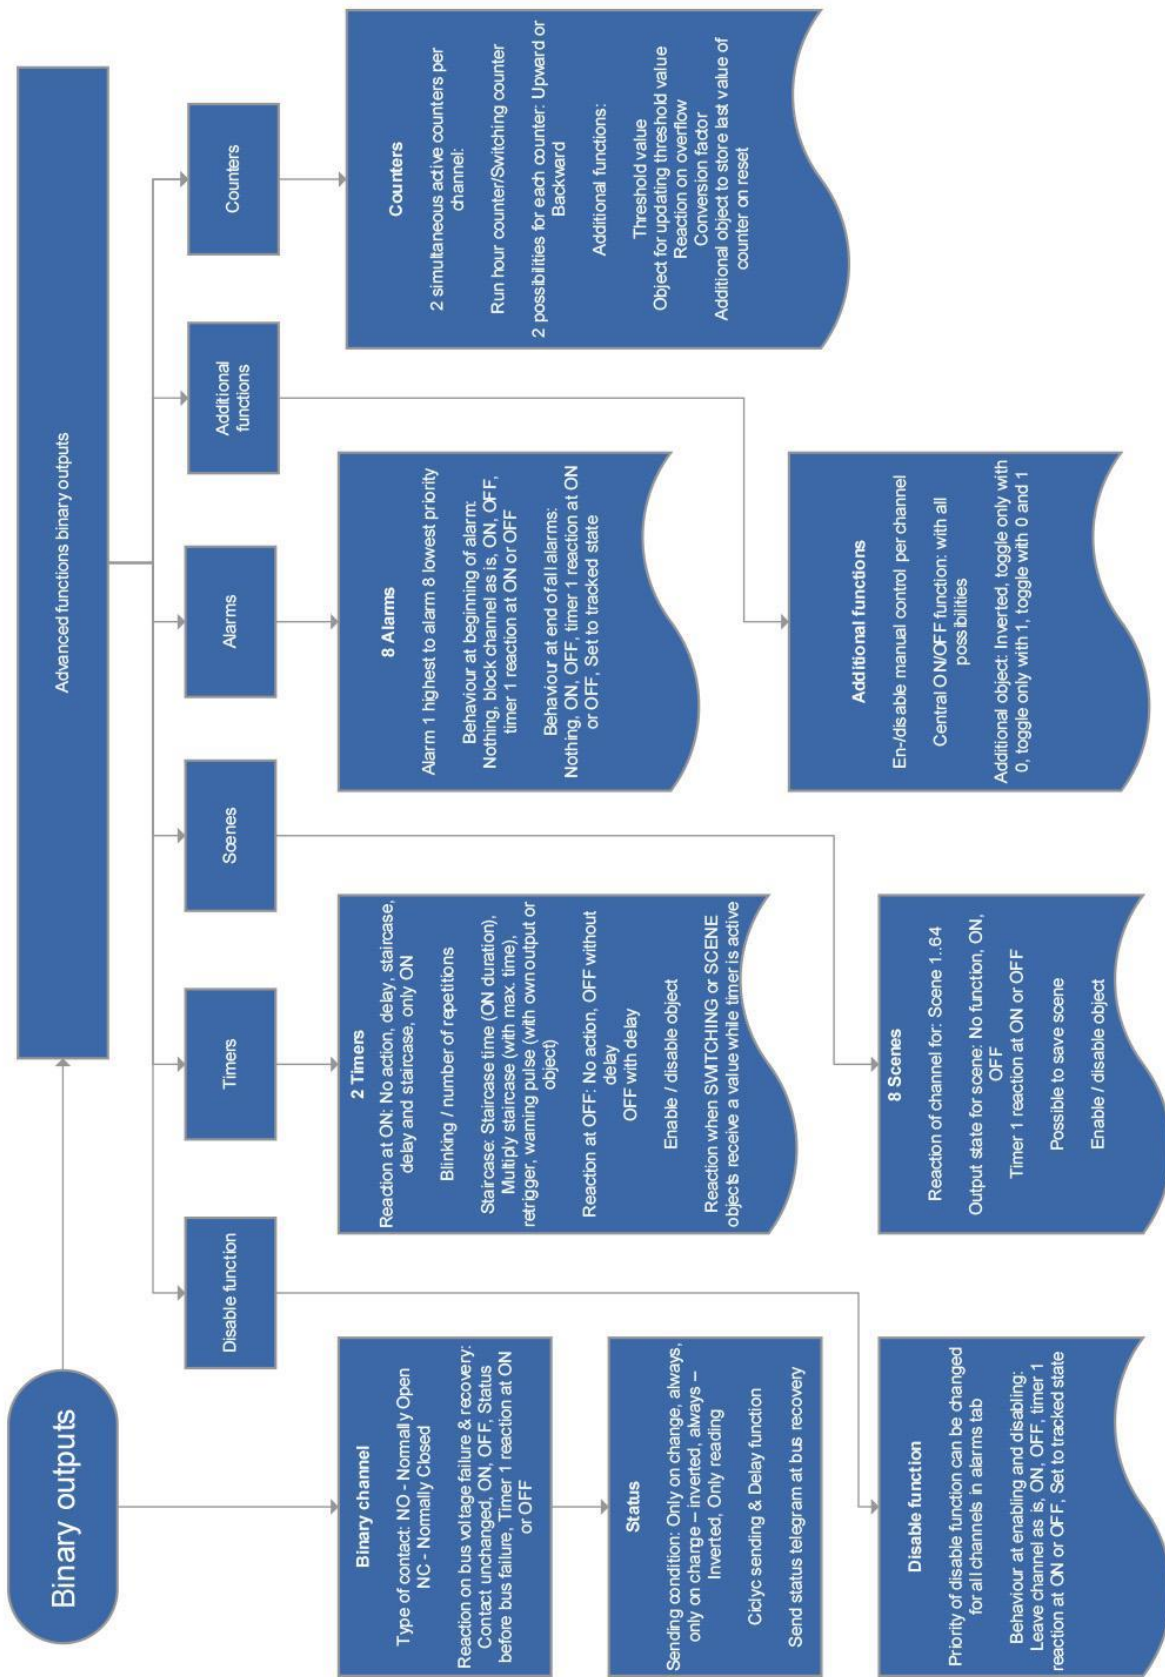 Binary outputs
Advanced functions binary outputs
Disable function
Timers
Scenes
Alarms
Additional
functions
Counters
Binary channel
Type of contact: NO - Normally Open
NC - Normally Closed
Reaction on bus voltage failure & recovery:
Contact unchanged, ON, OFF, Status
before bus failure, Timer 1 reaction at ON
or OFF
2 Timers
Reaction at ON: No action, delay, staircase,
delay and staircase, only ON
Blinking / number of repetitions
Staircase: Staircase time (ON duration),
Multiply staircase (with max. time),
retrigger, warning pulse (with own output or
object)
Reaction at OFF: No action, OFF without
delay
OFF with delay
Enable / disable object
Reaction when SWITCHING or SCENE
objects receive a value while timer is active
8 Alarms
Alarm 1 highest to alarm 8 lowest priority
Behaviour at beginning of alarm:
Nothing, block channel as is, ON, OFF,
timer 1 reaction at ON or OFF
Behaviour at end of all alarms:
Nothing, ON, OFF, timer 1 reaction at ON
or OFF, Set to tracked state
Counters
2 simultaneous active counters per
channel:
Run hour counter/Switching counter
2 possibilities for each counter: Upward or
Backward
Additional functions:
Threshold value
Object for updating threshold value
Reaction on overflow
Conversion factor
Additional object to store last value of
counter on reset
Status
Sending condition: Only on change, always,
only on change – inverted, always –
Inverted, Only reading
Ciclyc sending & Delay function
Send status telegram at bus recovery
Additional functions
En-/disable manual control per channel
Central ON/OFF function: with all
possibilities
Additional object: Inverted, toggle only with
0, toggle only with 1, toggle with 0 and 1
Disable function
Priority of disable function can be changed
for all channels in alarms tab
Behaviour at enabling and disabling:
Leave channel as is, ON, OFF, timer 1
reaction at ON or OFF, Set to tracked state
8 Scenes
Reaction of channel for: Scene 1..64
Output state for scene: No function, ON,
OFF
Timer 1 reaction at ON or OFF
Possible to save scene
Enable / disable object